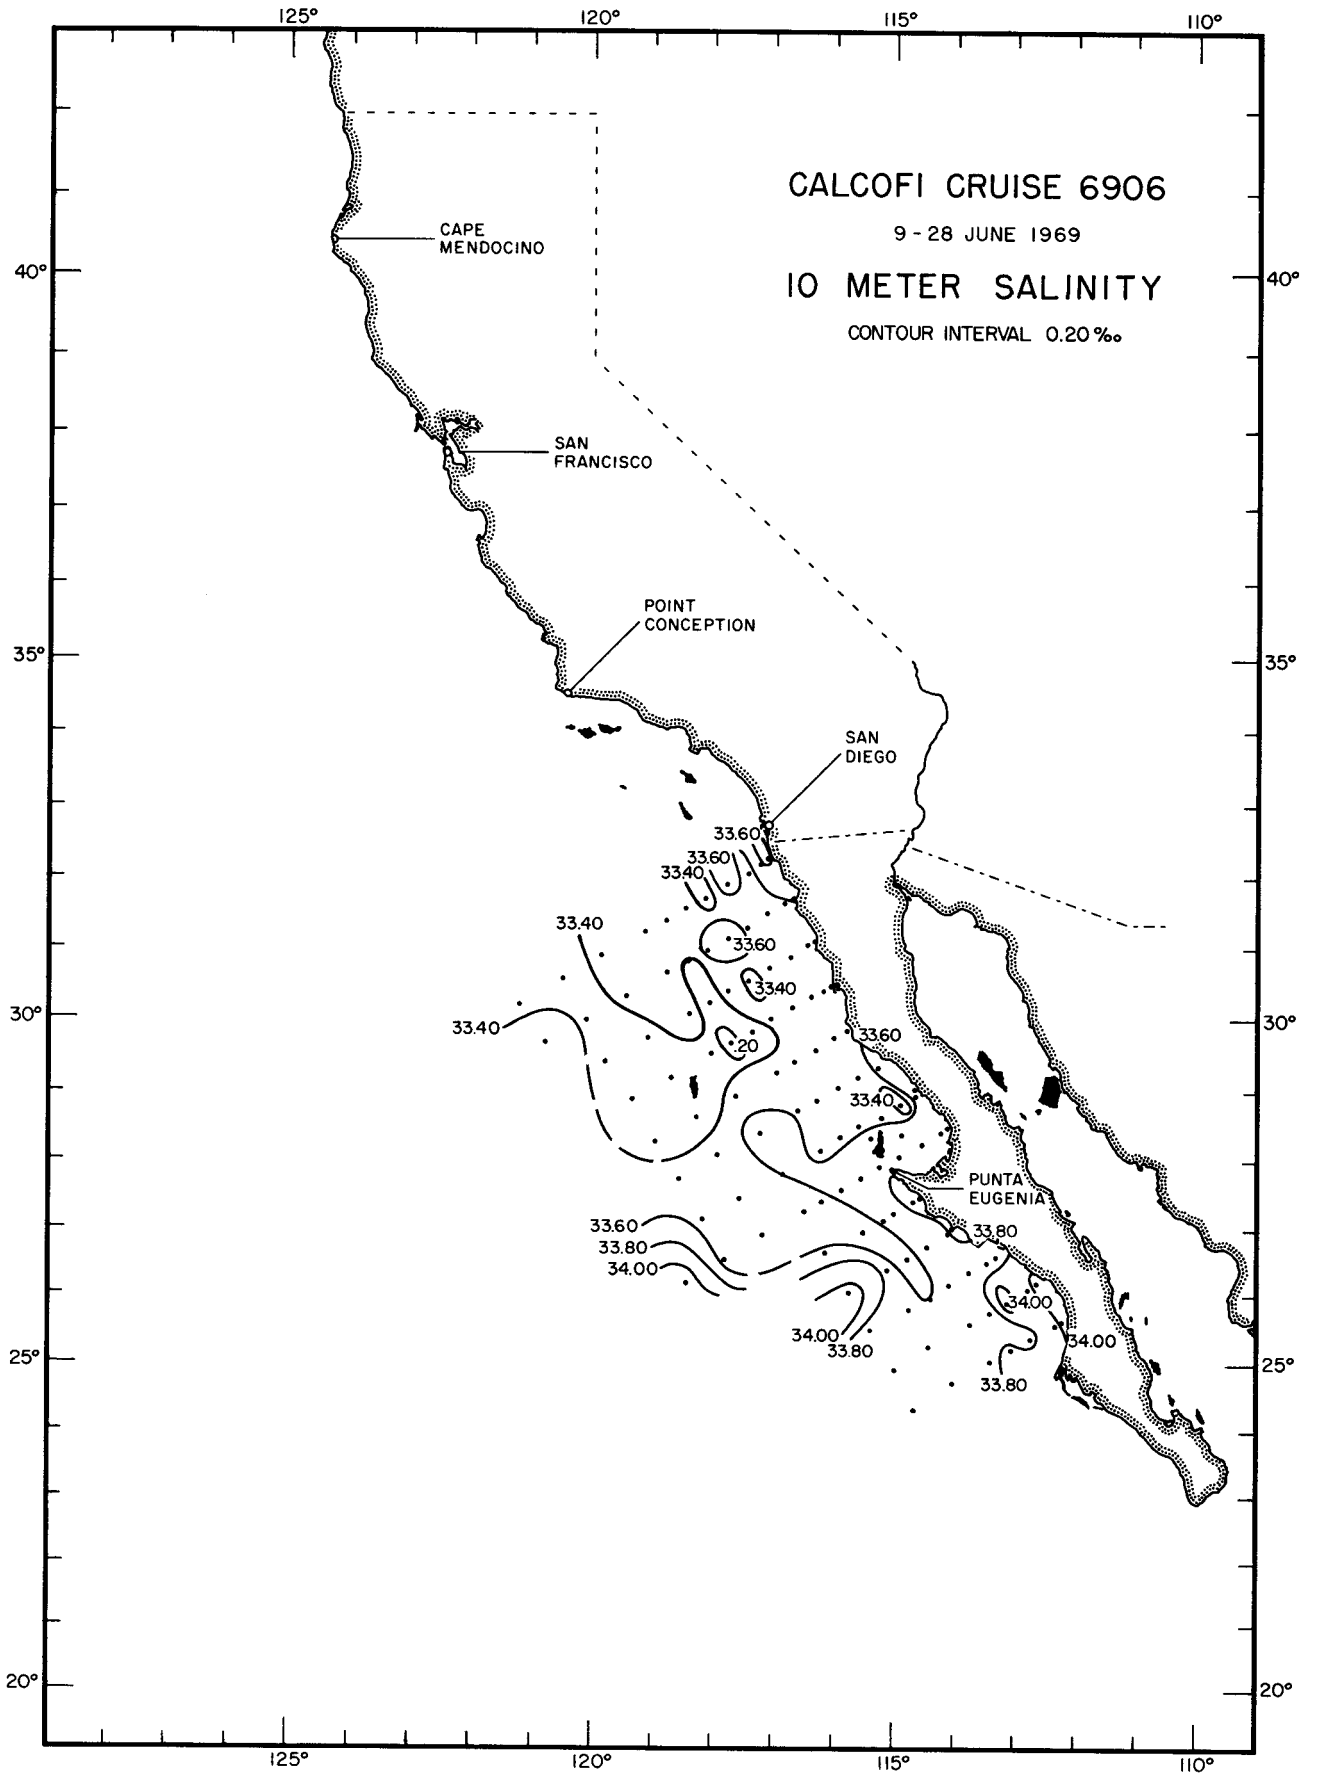 125°
120°
115°
110°
CALCOFI CRUISE 6906
9-28 JUNE 1969
10 METER SALINITY
CONTOUR INTERVAL 0.20 ‰
CAPE
MENDOCINO
40°
40°
SAN
FRANCISCO
POINT
CONCEPTION
35°
35°
SAN
DIEGO
33.60
33.60
33.40
33.40
33.60
33.40
30°
33.40
30°
33.60
.20
33.40
PUNTA
EUGENIA
33.60
33.80
33.80
34.00
34.00
34.00
33.80
34.00
25°
25°
33.80
20°
20°
125°
120°
115°
110°